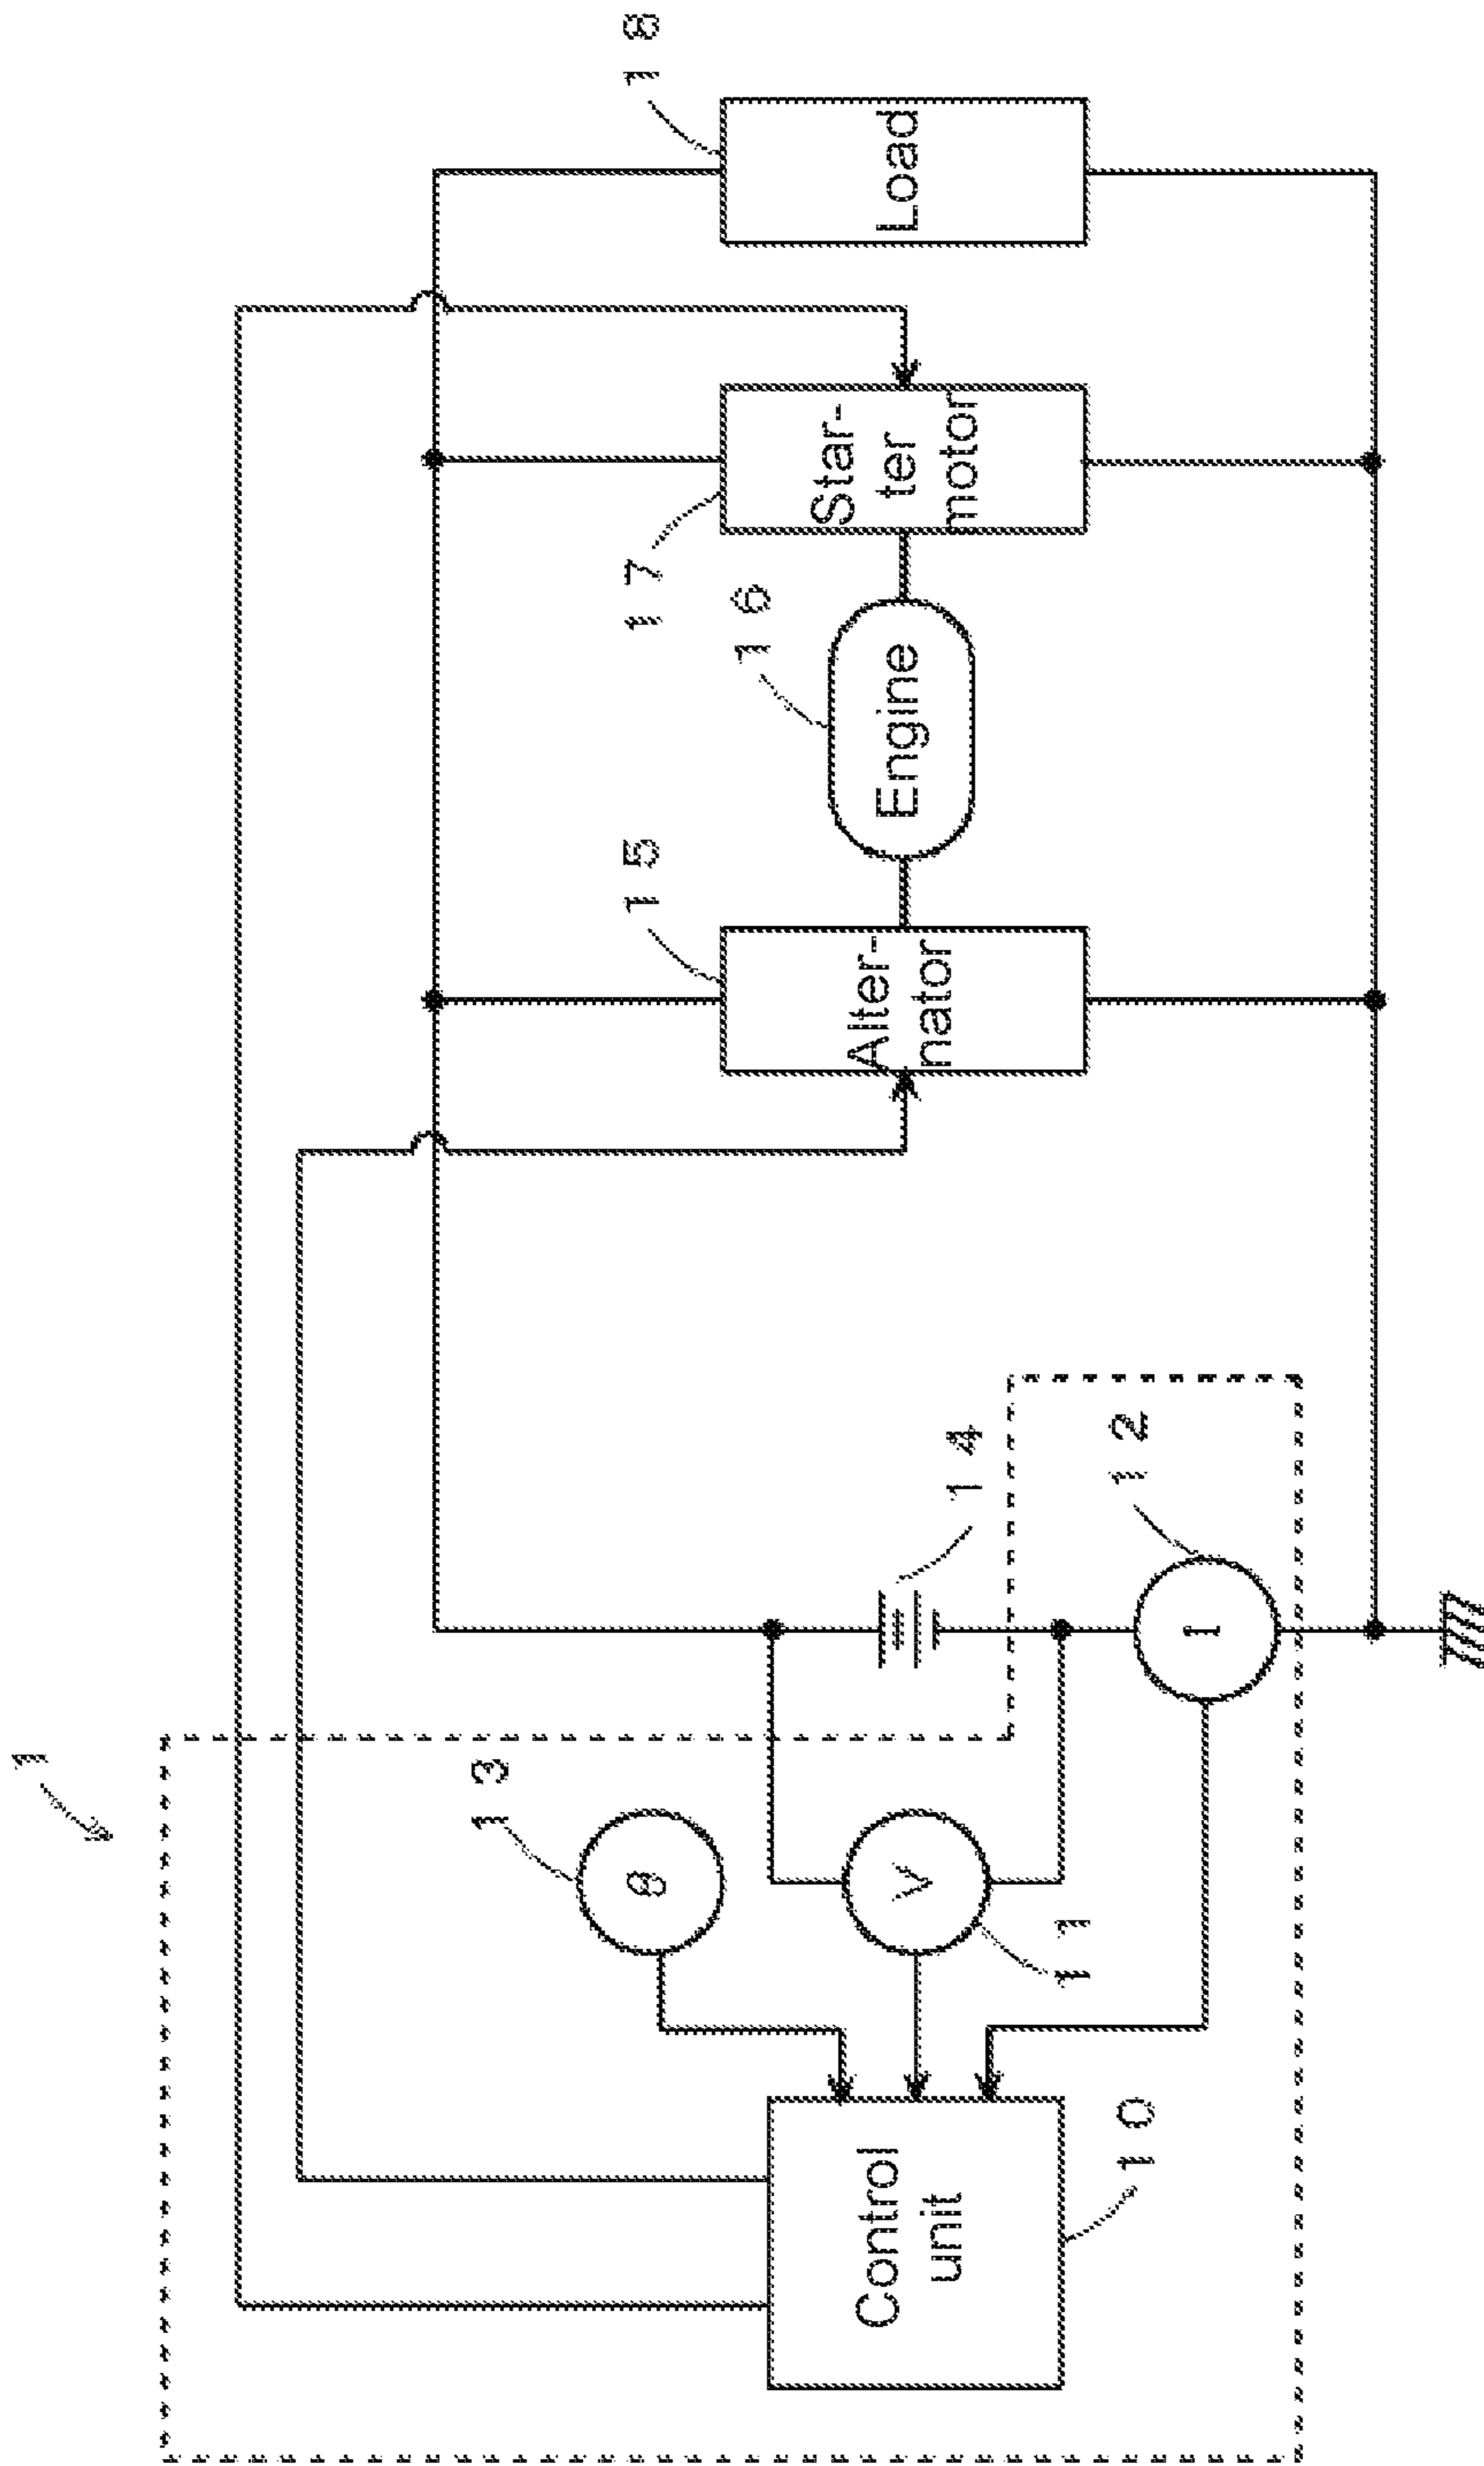 1
13
θ
V
11
Control
unit
10
14
12
I
Alter-
nator
15
Engine
16
Star-
ter
motor
17
Load
18